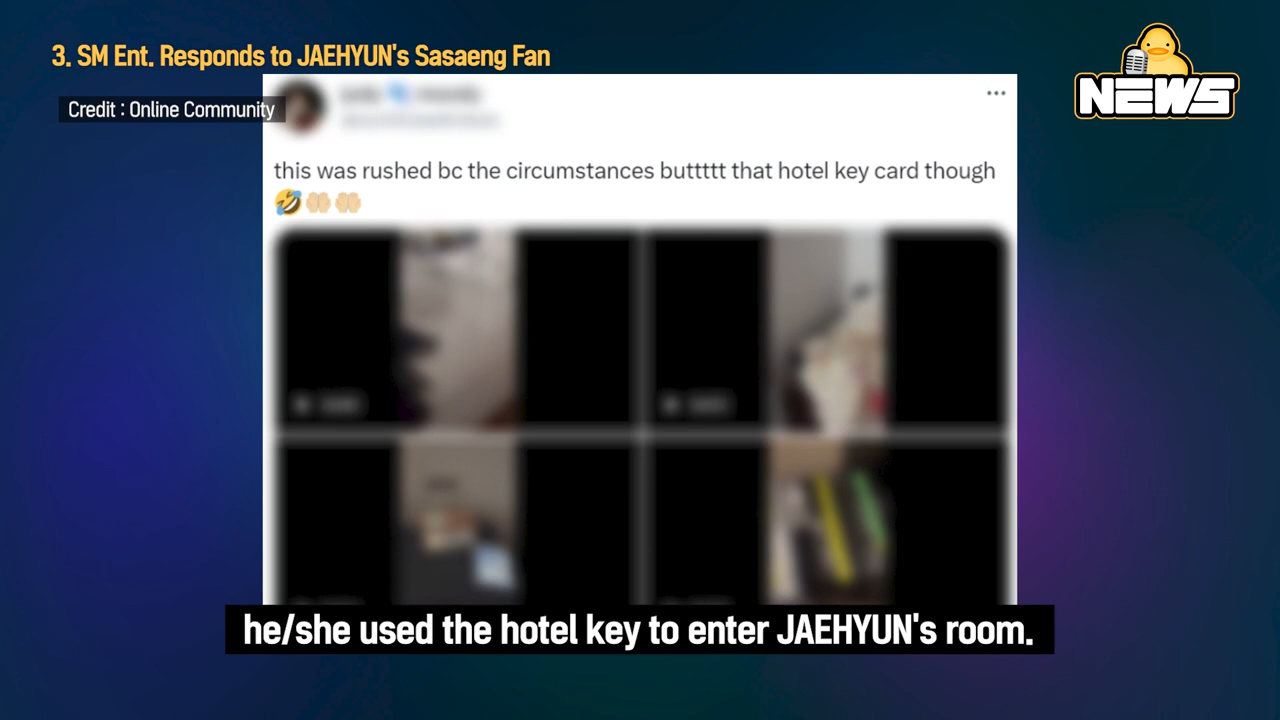 3. SM Ent. Responds to JAEHYUN's Sasaeng Fan
NEWS
Credit : Online Community
this was rushed bc the circumstances buttttt that hotel key card though
🤣🤲🏻🤲🏻
he/she used the hotel key to enter JAEHYUN's room.